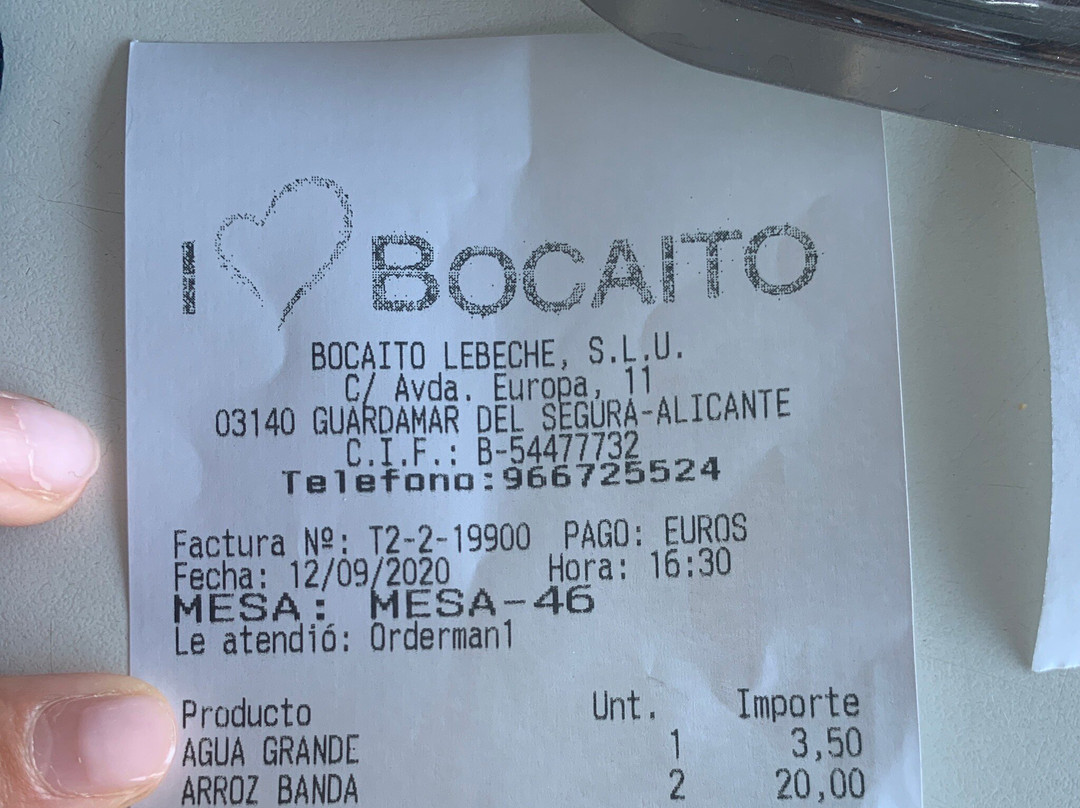 I BOCAITO
BOCAITO LEBECHE, S.L.U.
C/ Avda. Europa, 11
03140 GUARDAMAR DEL SEGURA-ALICANTE
C.I.F.: B-54477732
Telefono:966725524
Factura Nº: T2-2-19900 PAGO: EUROS
Fecha: 12/09/2020 Hora: 16:30
MESA: MESA-46
Le atendió: Orderman1
Producto Unt. Importe
AGUA GRANDE 1 3,50
ARROZ BANDA 2 20,00